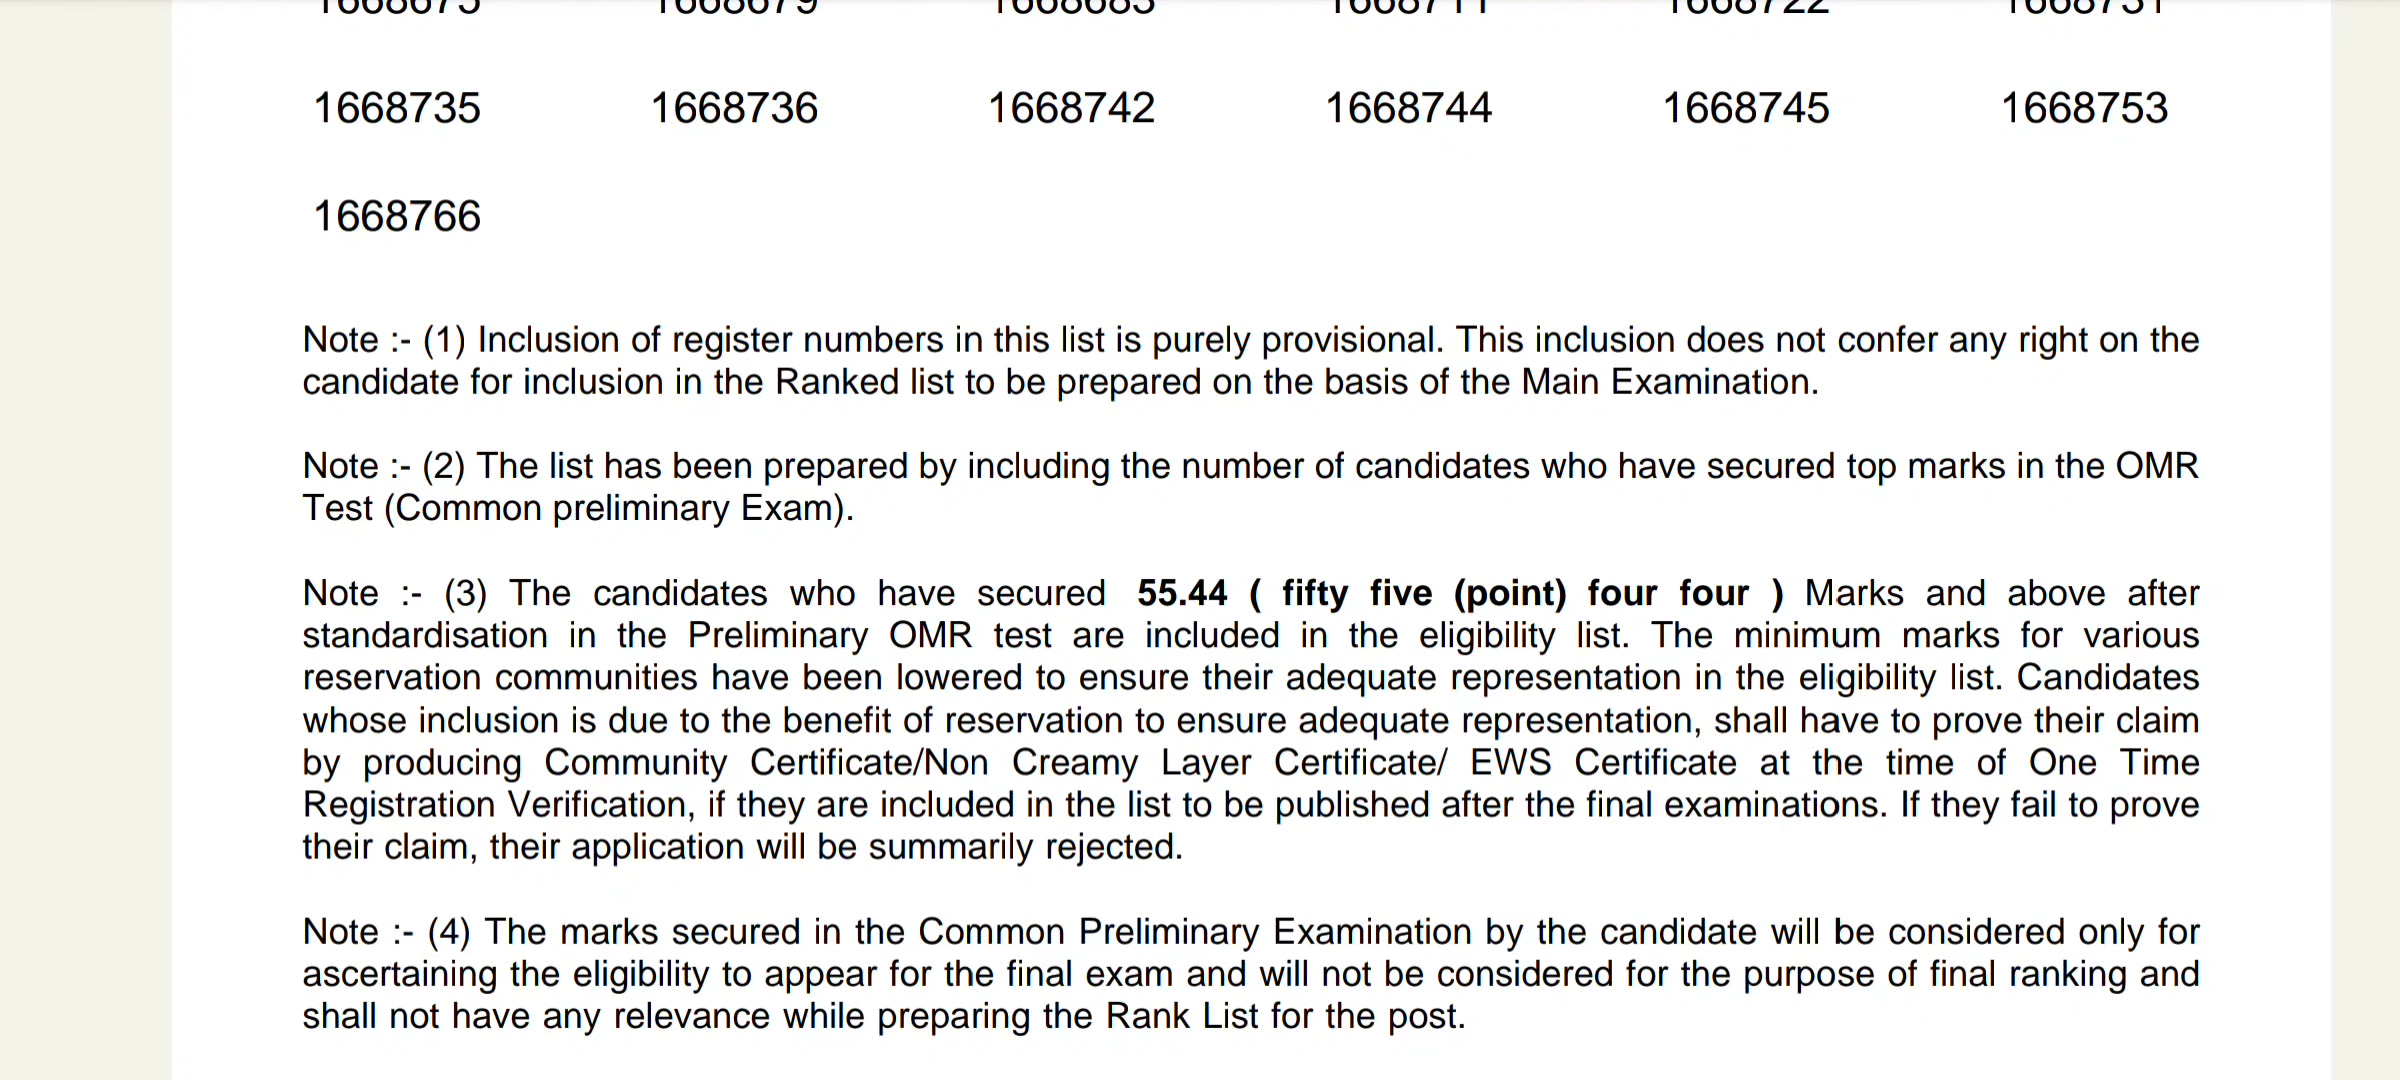 1668735 1668736 1668742 1668744 1668745 1668753
1668766
Note :- (1) Inclusion of register numbers in this list is purely provisional. This inclusion does not confer any right on the
candidate for inclusion in the Ranked list to be prepared on the basis of the Main Examination.
Note :- (2) The list has been prepared by including the number of candidates who have secured top marks in the OMR
Test (Common preliminary Exam).
Note :- (3) The candidates who have secured 55.44 ( fifty five (point) four four ) Marks and above after
standardisation in the Preliminary OMR test are included in the eligibility list. The minimum marks for various
reservation communities have been lowered to ensure their adequate representation in the eligibility list. Candidates
whose inclusion is due to the benefit of reservation to ensure adequate representation, shall have to prove their claim
by producing Community Certificate/Non Creamy Layer Certificate/ EWS Certificate at the time of One Time
Registration Verification, if they are included in the list to be published after the final examinations. If they fail to prove
their claim, their application will be summarily rejected.
Note :- (4) The marks secured in the Common Preliminary Examination by the candidate will be considered only for
ascertaining the eligibility to appear for the final exam and will not be considered for the purpose of final ranking and
shall not have any relevance while preparing the Rank List for the post.